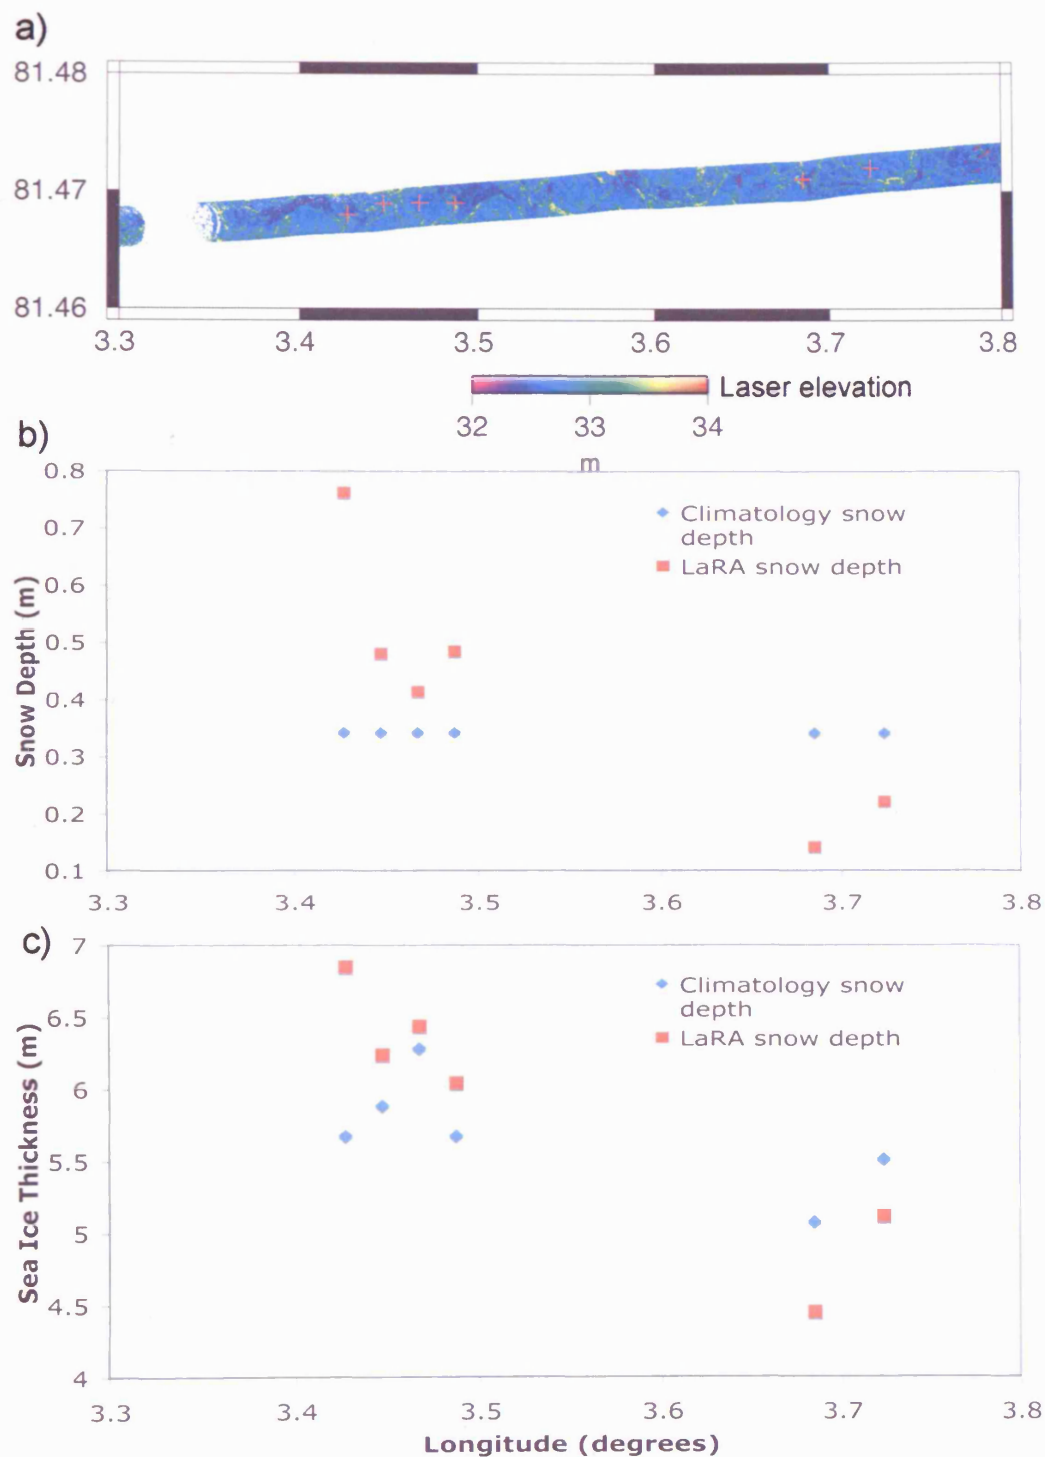 a)
81.48
81.47
81.46
3.3 3.4 3.5 3.6 3.7 3.8
Laser elevation
32 33 34
m
b)
0.8
0.7
0.6
0.5
0.4
0.3
0.2
0.1
Snow Depth (m)
Climatology snow
depth
LaRA snow depth
3.3 3.4 3.5 3.6 3.7 3.8
c)
7
6.5
6
5.5
5
4.5
4
Sea Ice Thickness (m)
Climatology snow
depth
LaRA snow depth
3.3 3.4 3.5 3.6 3.7 3.8
Longitude (degrees)